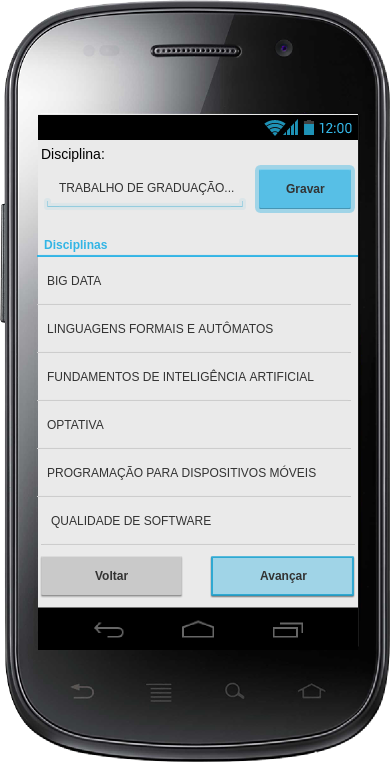 12:00
Disciplina:
TRABALHO DE GRADUAÇÃO...
Gravar
Disciplinas
BIG DATA
LINGUAGENS FORMAIS E AUTÔMATOS
FUNDAMENTOS DE INTELIGÊNCIA ARTIFICIAL
OPTATIVA
PROGRAMAÇÃO PARA DISPOSITIVOS MÓVEIS
QUALIDADE DE SOFTWARE
Voltar
Avançar